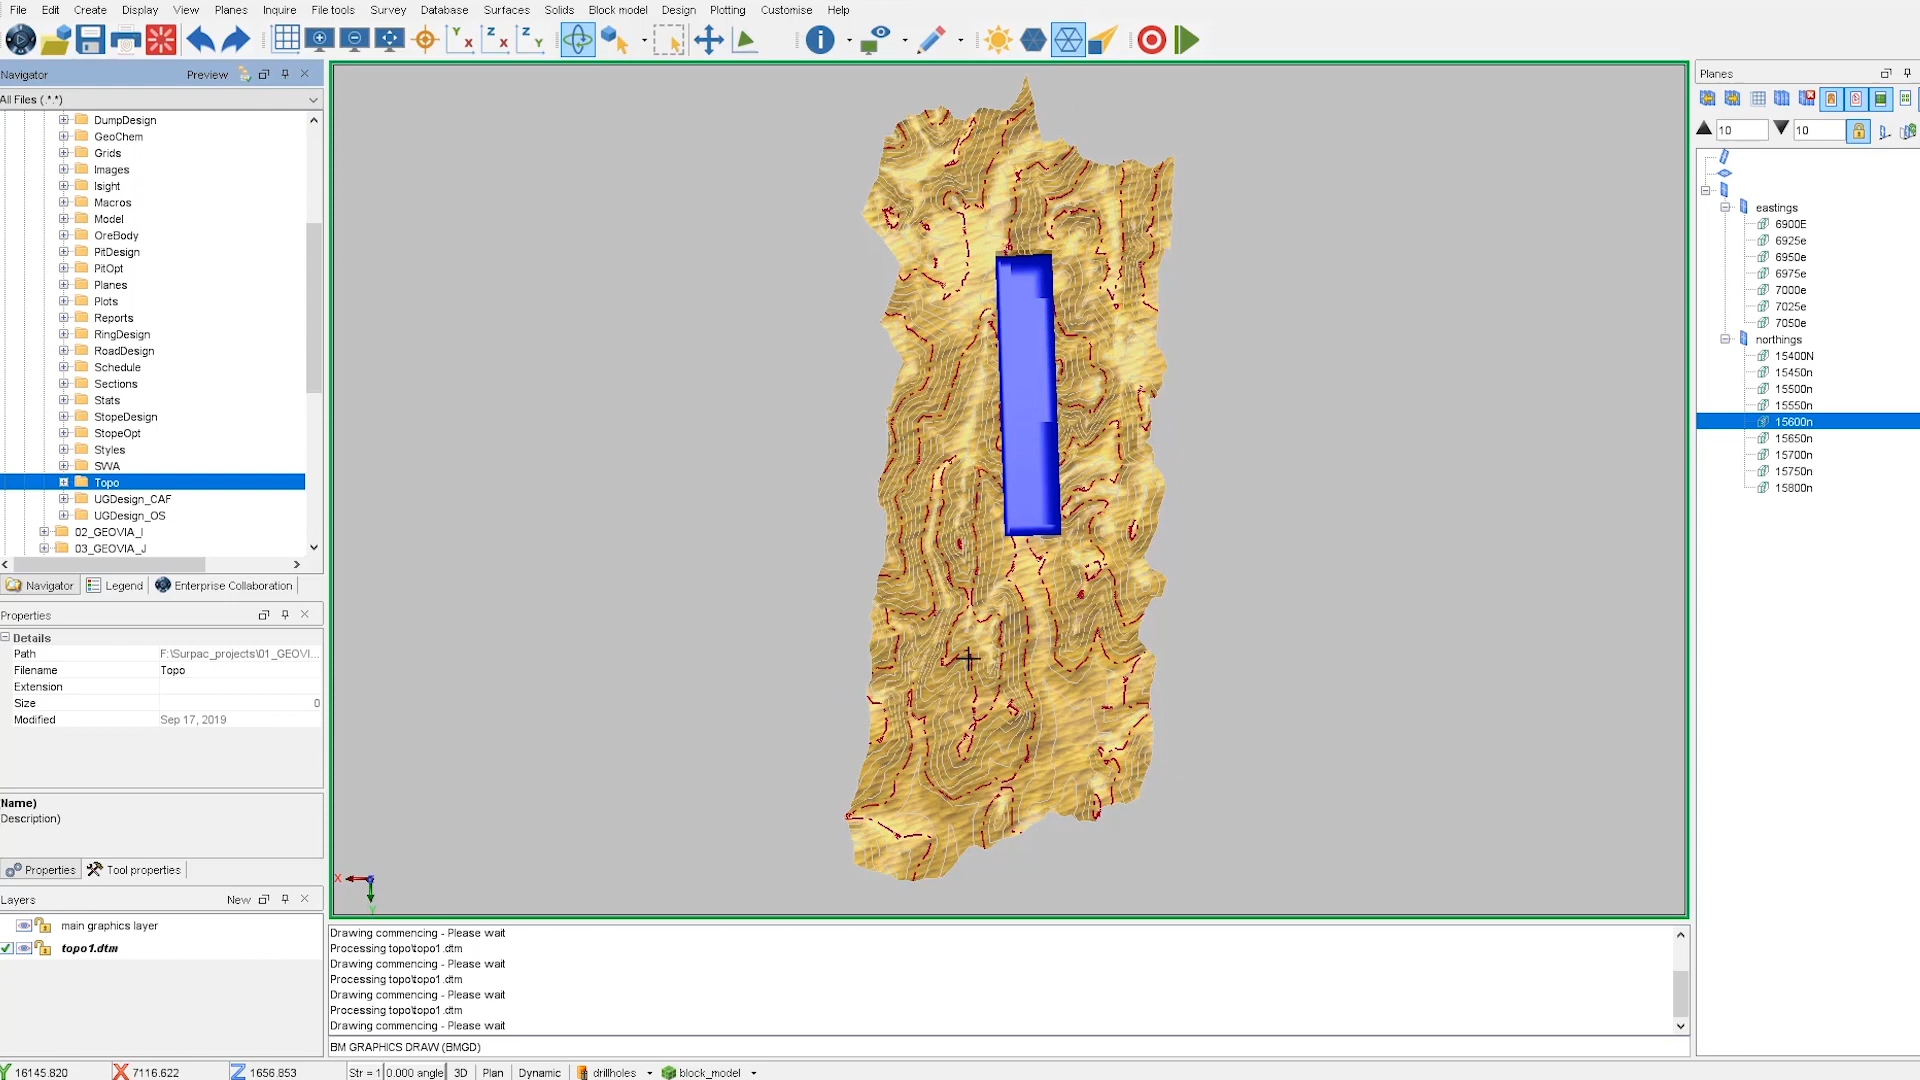 File Edit Create Display View Planes Inquire File tools Survey Database Surfaces Solids Block model Design Plotting Customise Help
Y X Z X Z Y
Navigator Preview
All Files (*.*)
DumpDesign
GeoChem
Grids
Images
Isight
Macros
Model
OreBody
PitDesign
PitOpt
Planes
Plots
Reports
RingDesign
RoadDesign
Schedule
Sections
Stats
StopeDesign
StopeOpt
Styles
SWA
Topo
UGDesign_CAF
UGDesign_OS
02_GEOVIA_I
03_GEOVIA_J
Navigator Legend Enterprise Collaboration
Properties
Details
Path F:\Surpac_projects\01_GEOVI...
Filename Topo
Extension
Size 0
Modified Sep 17, 2019
(Name)
Description)
Properties Tool properties
Layers New
main graphics layer
topo1.dtm
X
Y
Drawing commencing - Please wait
Processing topo\topo1.dtm
Drawing commencing - Please wait
Processing topo\topo1.dtm
Drawing commencing - Please wait
Processing topo\topo1.dtm
Drawing commencing - Please wait
BM GRAPHICS DRAW (BMGD)
Y 16145.820 X 7116.622 Z 1656.853 Str = 1 0.000 angle 3D Plan Dynamic drillholes block_model
Planes
10 10
eastings
6900E
6925e
6950e
6975e
7000e
7025e
7050e
northings
15400N
15450n
15500n
15550n
15600n
15650n
15700n
15750n
15800n